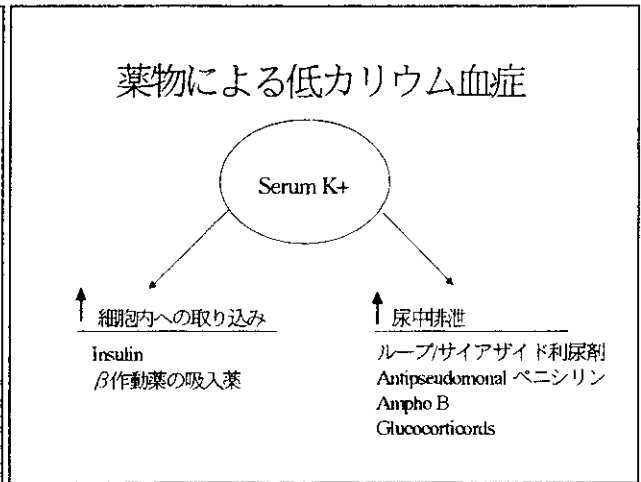 薬物による低カリウム血症
Serum K+
細胞内への取り込み
Insulin
β作動薬の吸入薬
尿中排泄
ループ/サイアザイド利尿剤
Antipseudomonal ペニシリン
Ampho B
Glucocorticords